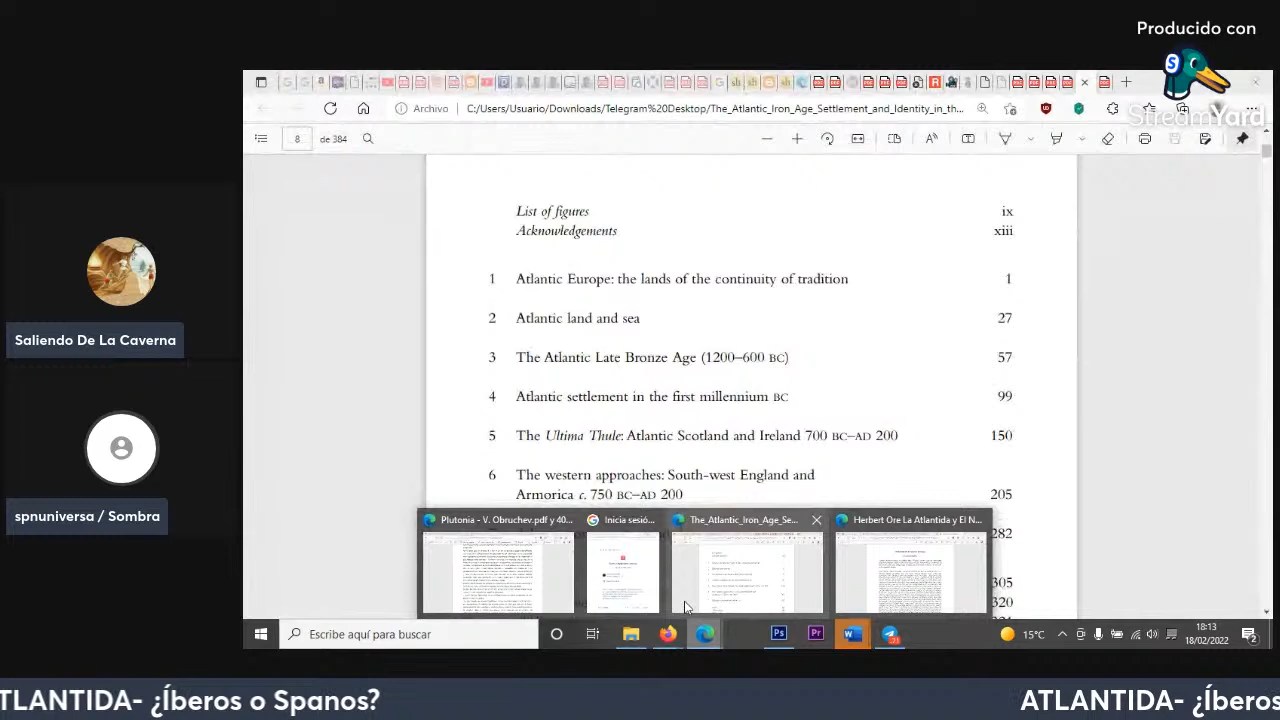 Producido con
StreamYard
Archivo
C:/Users/Usuario/Downloads/Telegram%20Desktop/The_Atlantic_Iron_Age_Settlement_and_Identity_in_th...
8 de 384
List of figures ix
Acknowledgements xiii
1 Atlantic Europe: the lands of the continuity of tradition 1
2 Atlantic land and sea 27
3 The Atlantic Late Bronze Age (1200–600 BC) 57
4 Atlantic settlement in the first millennium BC 99
5 The Ultima Thule: Atlantic Scotland and Ireland 700 BC–AD 200 150
6 The western approaches: South-west England and
Armorica c. 750 BC–AD 200 205
282
305
320
Saliendo De La Caverna
spnuniversa / Sombra
Plutonia - V. Obruchev.pdf y 40...
Inicia sesió...
The_Atlantic_Iron_Age_Se...
Herbert Ore La Atlantida y El N...
Escribe aquí para buscar
15°C
18:13
18/02/2022
TLANTIDA- ¿Íberos o Spanos?
ATLANTIDA- ¿Íberos